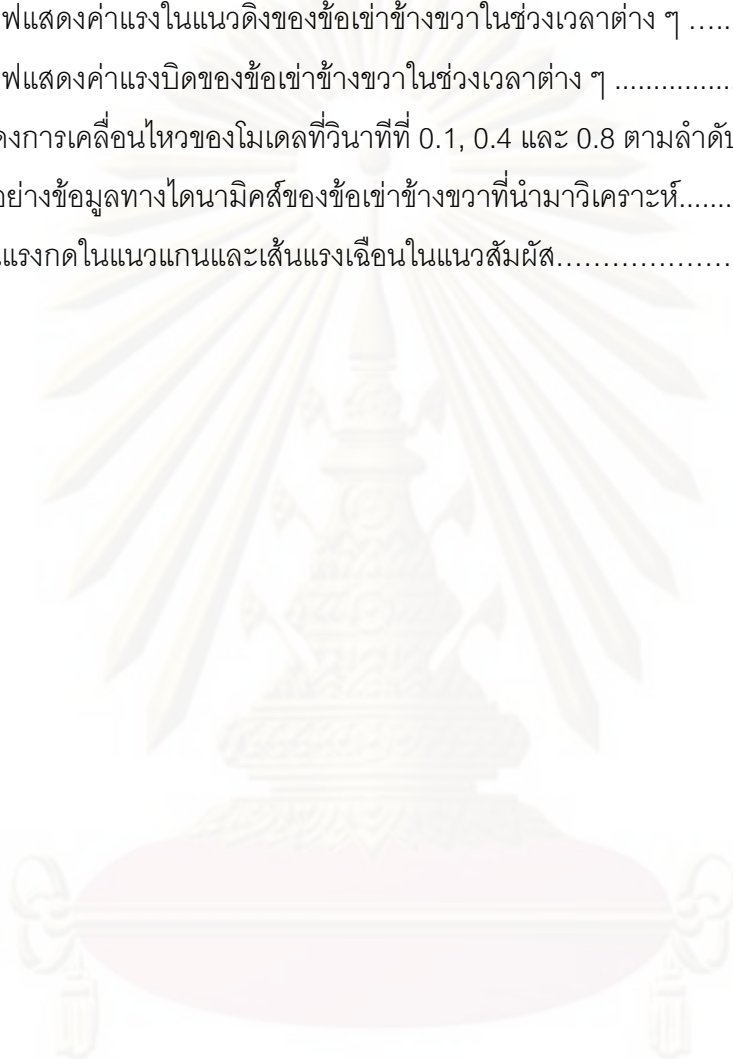 ฟแสดงค่าแรงในแนวดิ่งของข้อเข่าข้างขวาในช่วงเวลาต่าง ๆ …..
ฟแสดงค่าแรงบิดของข้อเข่าข้างขวาในช่วงเวลาต่าง ๆ ................
ดงการเคลื่อนไหวของโมเดลที่วินาทีที่ 0.1, 0.4 และ 0.8 ตามลำดับ
อย่างข้อมูลทางไดนามิคส์ของข้อเข่าข้างขวาที่นำมาวิเคราะห์.......
แรงกดในแนวแกนและเส้นแรงเฉือนในแนวสัมผัส………………